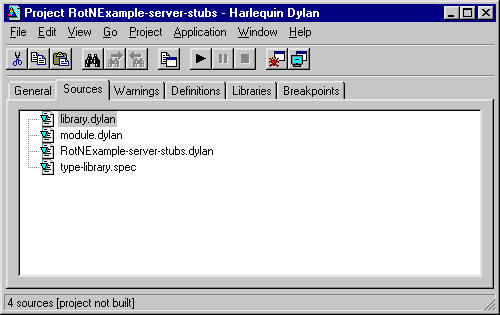 Project RotNExample-server-stubs - Harlequin Dylan
File Edit View Go Project Application Window Help
General Sources Warnings Definitions Libraries Breakpoints
library.dylan
module.dylan
RotNExample-server-stubs.dylan
type-library.spec
4 sources [project not built]